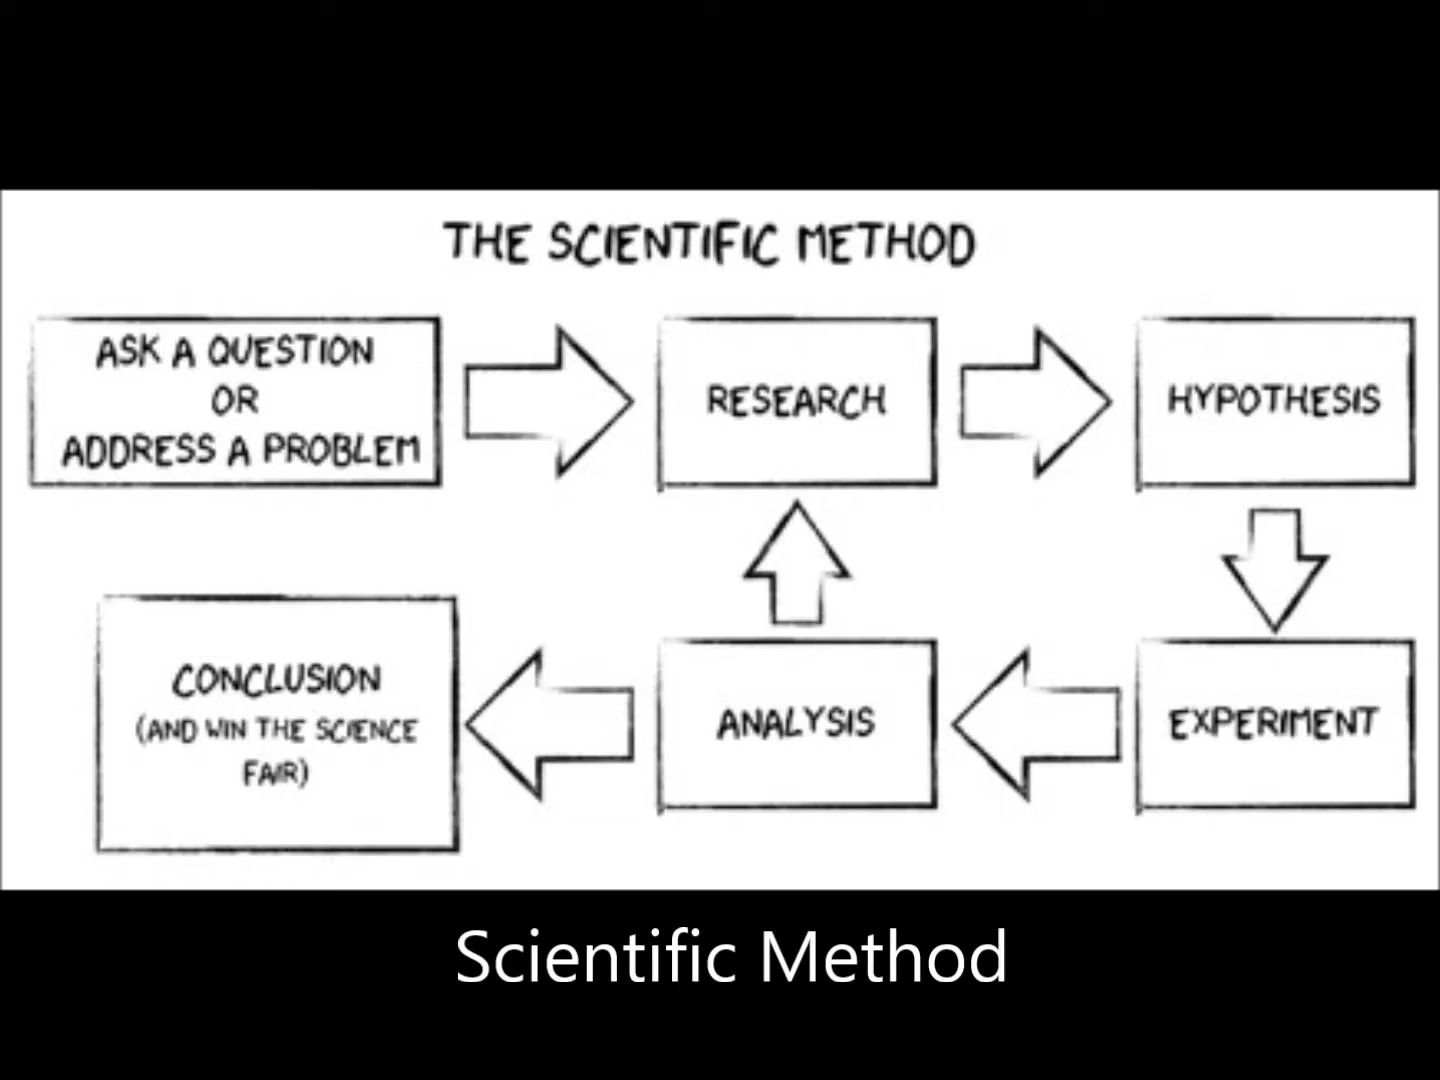 THE SCIENTIFIC METHOD
ASK A QUESTION
OR
ADDRESS A PROBLEM
RESEARCH
HYPOTHESIS
EXPERIMENT
ANALYSIS
CONCLUSION
(AND WIN THE SCIENCE
FAIR)
Scientific Method